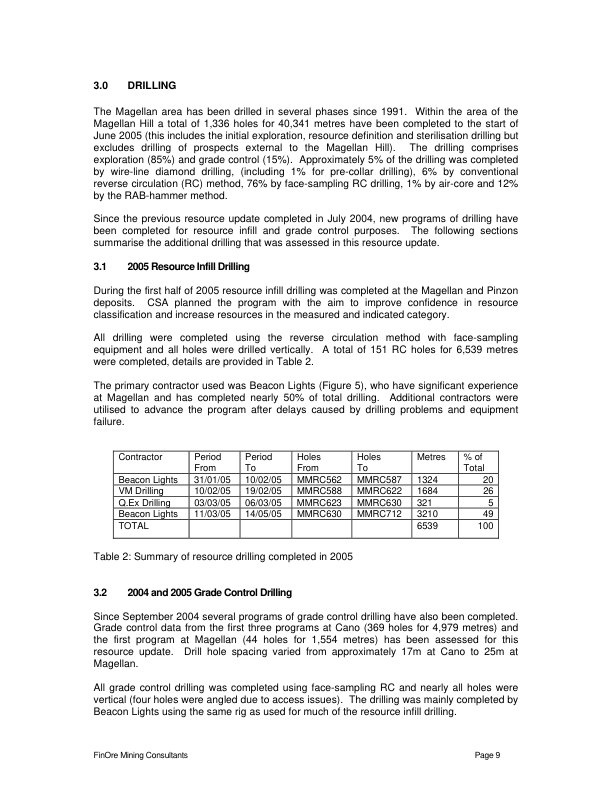 3.0 DRILLING
The Magellan area has been drilled in several phases since 1991. Within the area of the
Magellan Hill a total of 1,336 holes for 40,341 metres have been completed to the start of
June 2005 (this includes the initial exploration, resource definition and sterilisation drilling but
excludes drilling of prospects external to the Magellan Hill). The drilling comprises
exploration (85%) and grade control (15%). Approximately 5% of the drilling was completed
by wire-line diamond drilling, (including 1% for pre-collar drilling), 6% by conventional
reverse circulation (RC) method, 76% by face-sampling RC drilling, 1% by air-core and 12%
by the RAB-hammer method.
Since the previous resource update completed in July 2004, new programs of drilling have
been completed for resource infill and grade control purposes. The following sections
summarise the additional drilling that was assessed in this resource update.
3.1 2005 Resource Infill Drilling
During the first half of 2005 resource infill drilling was completed at the Magellan and Pinzon
deposits. CSA planned the program with the aim to improve confidence in resource
classification and increase resources in the measured and indicated category.
All drilling were completed using the reverse circulation method with face-sampling
equipment and all holes were drilled vertically. A total of 151 RC holes for 6,539 metres
were completed, details are provided in Table 2.
The primary contractor used was Beacon Lights (Figure 5), who have significant experience
at Magellan and has completed nearly 50% of total drilling. Additional contractors were
utilised to advance the program after delays caused by drilling problems and equipment
failure.
Contractor Period Period Holes Holes Metres % of
From To From To Total
Beacon Lights 31/01/05 10/02/05 MMRC562 MMRC587 1324 20
VM Drilling 10/02/05 19/02/05 MMRC588 MMRC622 1684 26
Q.Ex Drilling 03/03/05 06/03/05 MMRC623 MMRC630 321 5
Beacon Lights 11/03/05 14/05/05 MMRC630 MMRC712 3210 49
TOTAL 6539 100
Table 2: Summary of resource drilling completed in 2005
3.2 2004 and 2005 Grade Control Drilling
Since September 2004 several programs of grade control drilling have also been completed.
Grade control data from the first three programs at Cano (369 holes for 4,979 metres) and
the first program at Magellan (44 holes for 1,554 metres) has been assessed for this
resource update. Drill hole spacing varied from approximately 17m at Cano to 25m at
Magellan.
All grade control drilling was completed using face-sampling RC and nearly all holes were
vertical (four holes were angled due to access issues). The drilling was mainly completed by
Beacon Lights using the same rig as used for much of the resource infill drilling.
FinOre Mining Consultants Page 9